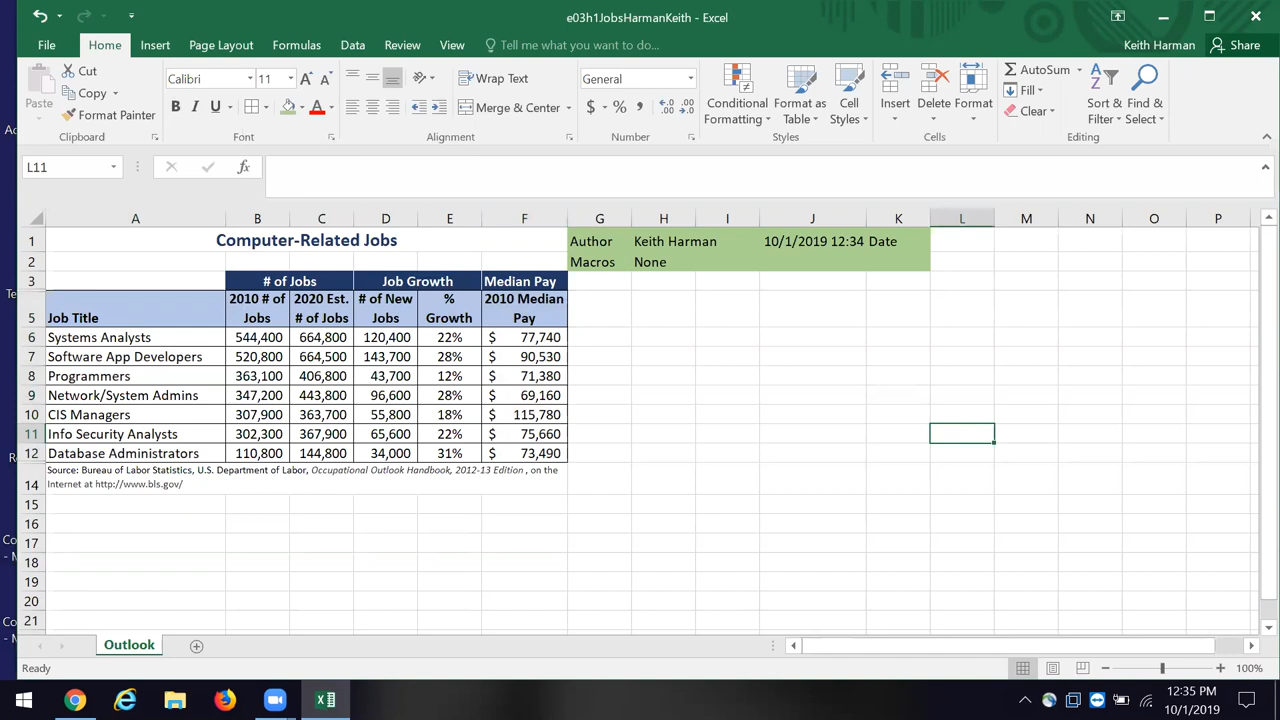 e03h1JobsHarmanKeith - Excel
File Home Insert Page Layout Formulas Data Review View Tell me what you want to do... Keith Harman Share
Paste
Cut
Copy
Format Painter
Clipboard
Calibri 11 A A
B I U A
Font
Wrap Text
Merge & Center
Alignment
General
$ % ,
Number
Conditional Formatting
Format as Table
Cell Styles
Styles
Insert Delete Format
Cells
AutoSum
Fill
Clear
Sort & Filter
Find & Select
Editing
L11 fx
A B C D E F G H I J K L M N O P
1 Computer-Related Jobs Author Keith Harman 10/1/2019 12:34 Date
2 Macros None
3 # of Jobs Job Growth Median Pay
2010 # of 2020 Est. # of New % 2010 Median
5 Job Title Jobs # of Jobs Jobs Growth Pay
6 Systems Analysts 544,400 664,800 120,400 22% $ 77,740
7 Software App Developers 520,800 664,500 143,700 28% $ 90,530
8 Programmers 363,100 406,800 43,700 12% $ 71,380
9 Network/System Admins 347,200 443,800 96,600 28% $ 69,160
10 CIS Managers 307,900 363,700 55,800 18% $ 115,780
11 Info Security Analysts 302,300 367,900 65,600 22% $ 75,660
12 Database Administrators 110,800 144,800 34,000 31% $ 73,490
Source: Bureau of Labor Statistics, U.S. Department of Labor, Occupational Outlook Handbook, 2012-13 Edition , on the
14 Internet at http://www.bls.gov/
15
16
17
18
19
20
21
Outlook
Ready 100%
12:35 PM
10/1/2019